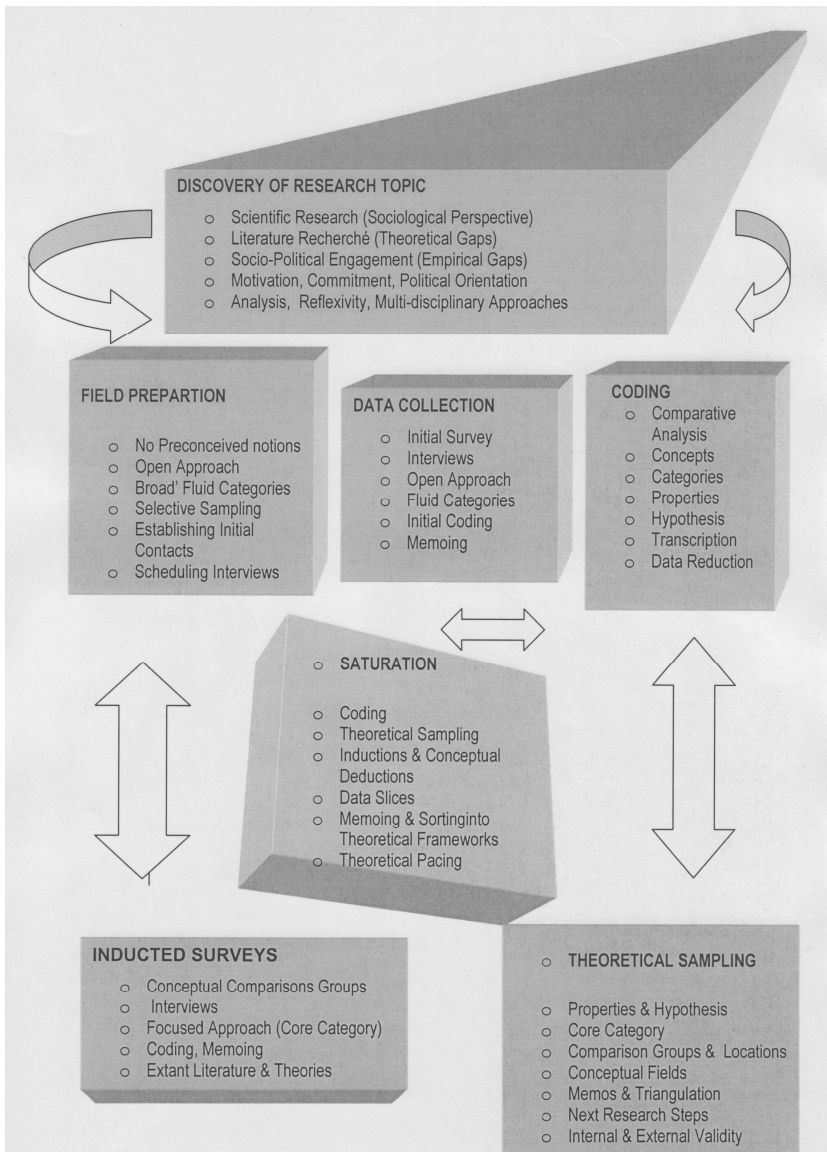 DISCOVERY OF RESEARCH TOPIC
o Scientific Research (Sociological Perspective)
o Literature Recherché (Theoretical Gaps)
o Socio-Political Engagement (Empirical Gaps)
o Motivation, Commitment, Political Orientation
o Analysis, Reflexivity, Multi-disciplinary Approaches
FIELD PREPARTION
o No Preconceived notions
o Open Approach
o Broad' Fluid Categories
o Selective Sampling
o Establishing Initial
Contacts
o Scheduling Interviews
DATA COLLECTION
o Initial Survey
o Interviews
o Open Approach
o Fluid Categories
o Initial Coding
o Memoing
CODING
o Comparative
Analysis
o Concepts
o Categories
o Properties
o Hypothesis
o Transcription
o Data Reduction
o SATURATION
o Coding
o Theoretical Sampling
o Inductions & Conceptual
Deductions
o Data Slices
o Memoing & Sortinginto
Theoretical Frameworks
o Theoretical Pacing
INDUCTED SURVEYS
o Conceptual Comparisons Groups
o Interviews
o Focused Approach (Core Category)
o Coding, Memoing
o Extant Literature & Theories
o THEORETICAL SAMPLING
o Properties & Hypothesis
o Core Category
o Comparison Groups & Locations
o Conceptual Fields
o Memos & Triangulation
o Next Research Steps
o Internal & External Validity